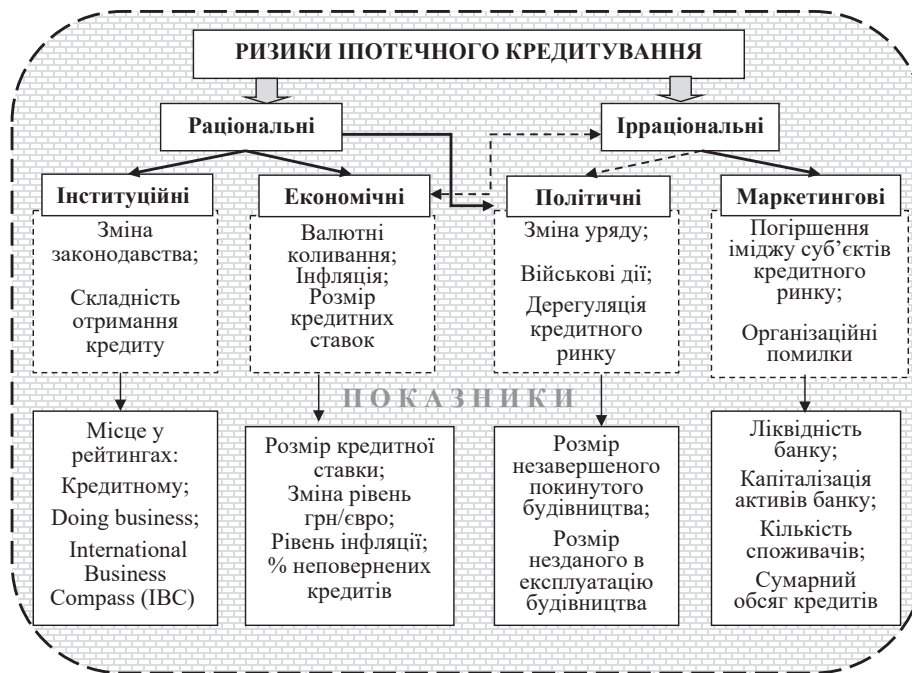 РИЗИКИ ІПОТЕЧНОГО КРЕДИТУВАННЯ
Раціональні
Ірраціональні
Інституційні
Економічні
Політичні
Маркетингові
Зміна
законодавства;
Складність
отримання
кредиту
Валютні
коливання;
Інфляція;
Розмір
кредитних
ставок
Зміна уряду;
Військові дії;
Дерегуляція
кредитного
ринку
Погіршення
іміджу суб’єктів
кредитного
ринку;
Організаційні
помилки
ПОКАЗНИКИ
Місце у
рейтингах:
Кредитному;
Doing business;
International
Business
Compass (IBC)
Розмір кредитної
ставки;
Зміна рівень
грн/євро;
Рівень інфляції;
% неповернених
кредитів
Розмір
незавершеного
покинутого
будівництва;
Розмір
незданого в
експлуатацію
будівництва
Ліквідність
банку;
Капіталізація
активів банку;
Кількість
споживачів;
Сумарний
обсяг кредитів